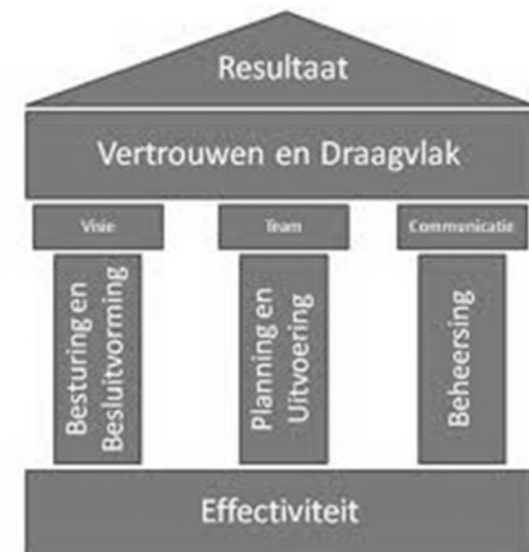 Resultaat
Vertrouwen en Draagvlak
Visie
Team
Communicatie
Besturing en
Besluitvorming
Planning en
Uitvoering
Beheersing
Effectiviteit